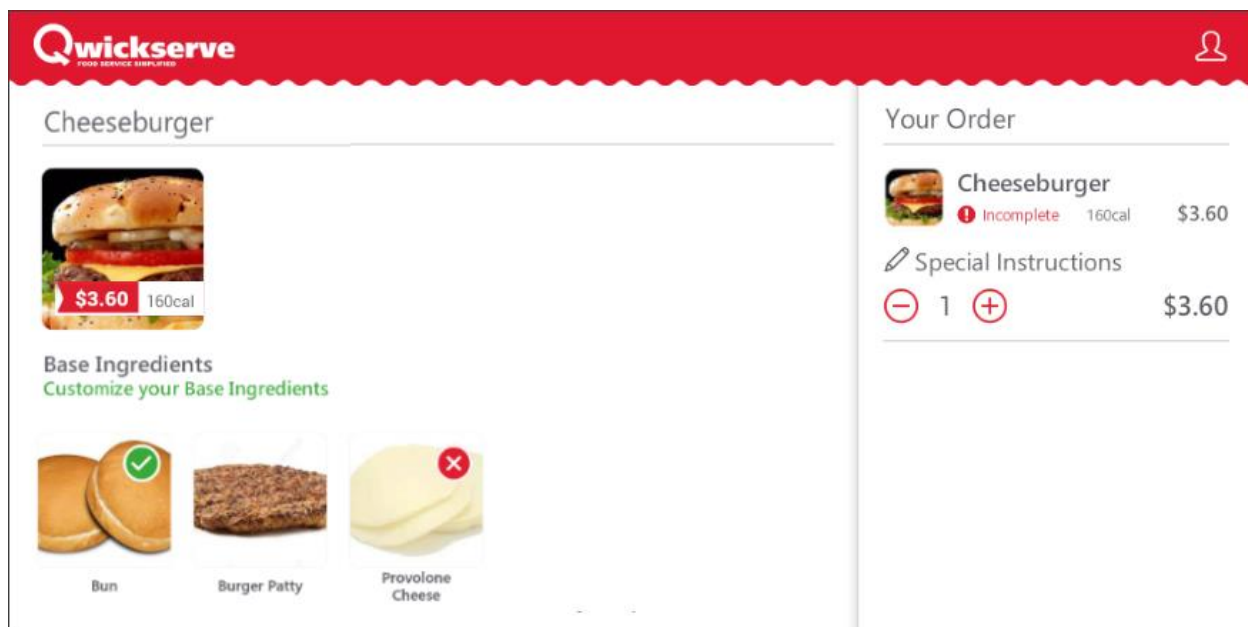 Qwickserve
FOOD SERVICE SIMPLIFIED
Cheeseburger
$3.60 160cal
Base Ingredients
Customize your Base Ingredients
Bun
Burger Patty
Provolone
Cheese
Your Order
Cheeseburger
Incomplete 160cal $3.60
Special Instructions
1 $3.60